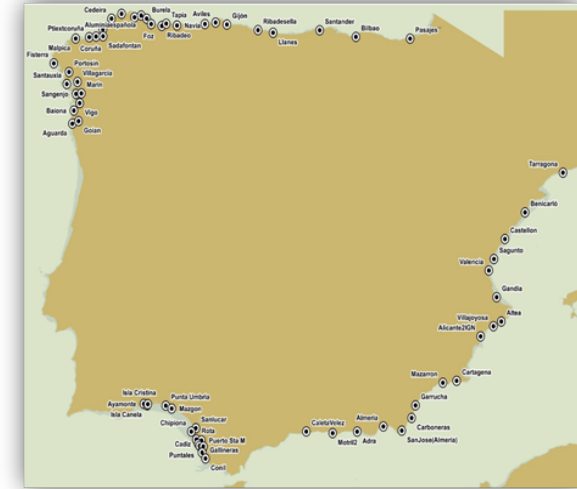 Cedeira
Burela
Tapia
Aviles
Gijón
Ribadesella
Santander
Ptiextcoruña
Aluminiaespañola
Navia
Llanes
Bilbao
Pasajes
Malpica
Coruña
Sadafontan
Foz
Ribadeo
Fisterra
Portosin
Santauxia
Villagarcia
Sangenjo
Marin
Baiona
Vigo
Aguarda
Goian
Tarragona
Benicarló
Castellon
Sagunto
Valencia
Gandia
Villajoyosa
Altea
Alicante2IGN
Mazarron
Cartagena
Garrucha
Isla Cristina
Punta Umbria
Ayamonte
Mazgon
Isla Canela
Chipiona
Sanlucar
Rota
CaletaVelez
Almeria
Carboneras
Cadiz
Puerto Sta M
Motril2
Adra
SanJose(Almeria)
Puntales
Gallineras
Conil